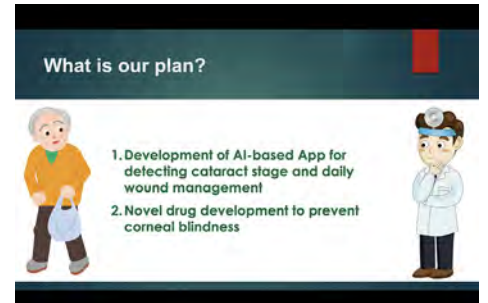 What is our plan?
1. Development of AI-based App for
detecting cataract stage and daily
wound management
2. Novel drug development to prevent
corneal blindness